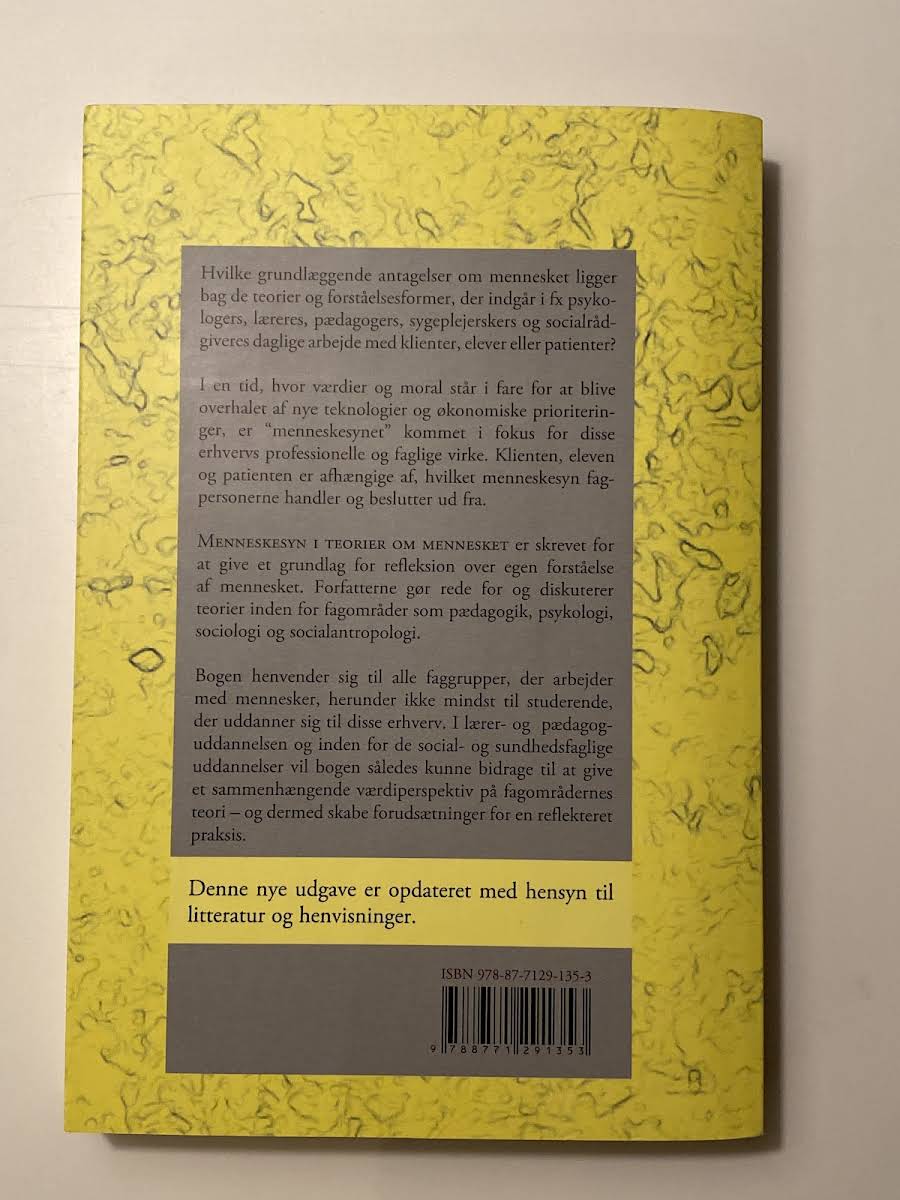 Hvilke grundlæggende antagelser om mennesket ligger
bag de teorier og forståelsesformer, der indgår i fx psyko-
logers, læreres, pædagogers, sygeplejerskers og socialråd-
giveres daglige arbejde med klienter, elever eller patienter?
I en tid, hvor værdier og moral står i fare for at blive
overhalet af nye teknologier og økonomiske prioriterin-
ger, er “menneskesynet” kommet i fokus for disse
erhvervs professionelle og faglige virke. Klienten, eleven
og patienten er afhængige af, hvilket menneskesyn fag-
personerne handler og beslutter ud fra.
MENNESKESYN I TEORIER OM MENNESKET er skrevet for
at give et grundlag for refleksion over egen forståelse
af mennesket. Forfatterne gør rede for og diskuterer
teorier inden for fagområder som pædagogik, psykologi,
sociologi og socialantropologi.
Bogen henvender sig til alle faggrupper, der arbejder
med mennesker, herunder ikke mindst til studerende,
der uddanner sig til disse erhverv. I lærer- og pædagog-
uddannelsen og inden for de social- og sundhedsfaglige
uddannelser vil bogen således kunne bidrage til at give
et sammenhængende værdiperspektiv på fagområdernes
teori – og dermed skabe forudsætninger for en reflekteret
praksis.
Denne nye udgave er opdateret med hensyn til
litteratur og henvisninger.
ISBN 978-87-7129-135-3
9 788771 291353